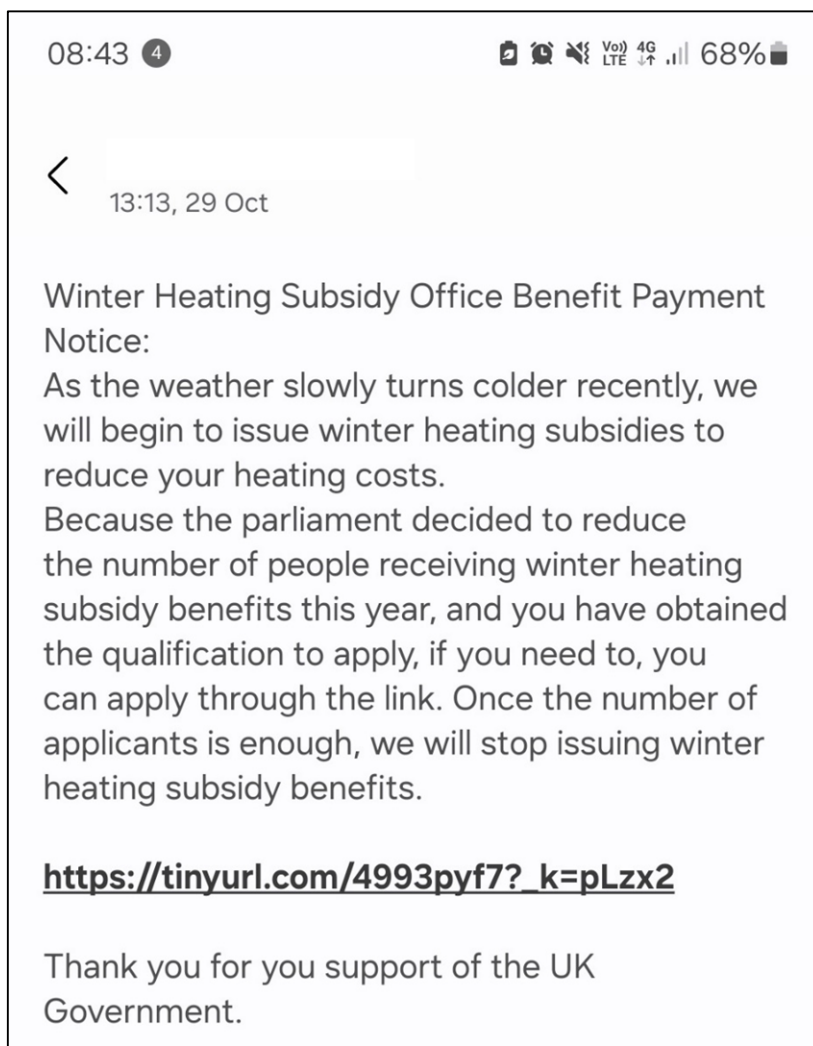 08:43 4 Vo)) LTE 4G 68%
13:13, 29 Oct
Winter Heating Subsidy Office Benefit Payment
Notice:
As the weather slowly turns colder recently, we
will begin to issue winter heating subsidies to
reduce your heating costs.
Because the parliament decided to reduce
the number of people receiving winter heating
subsidy benefits this year, and you have obtained
the qualification to apply, if you need to, you
can apply through the link. Once the number of
applicants is enough, we will stop issuing winter
heating subsidy benefits.
https://tinyurl.com/4993pyf7?_k=pLzx2
Thank you for you support of the UK
Government.